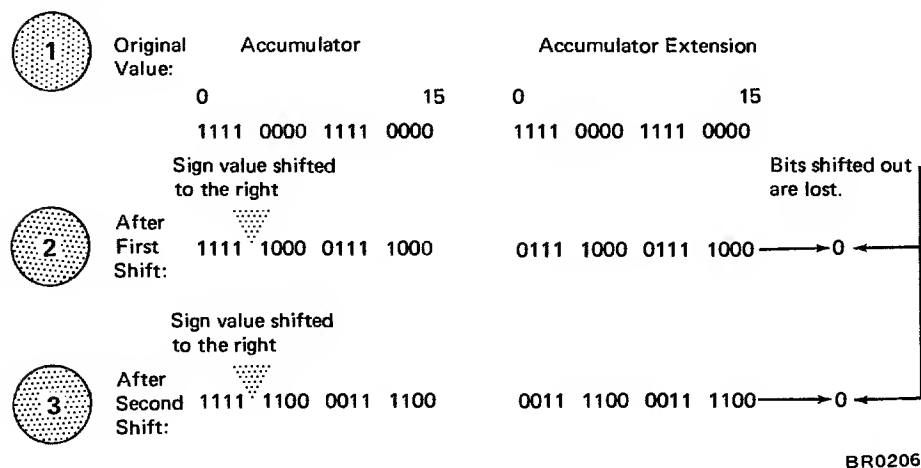 1 Original Value: Accumulator Accumulator Extension
0 15 0 15
1111 0000 1111 0000 1111 0000 1111 0000
Sign value shifted to the right
Bits shifted out are lost.
2 After First Shift: 1111 1000 0111 1000 0111 1000 0111 1000 0
Sign value shifted to the right
3 After Second Shift: 1111 1100 0011 1100 0011 1100 0011 1100 0
BR0206